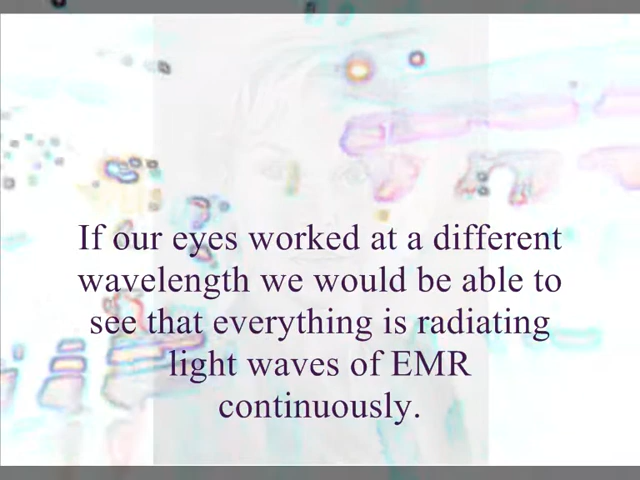 If our eyes worked at a different
wavelength we would be able to
see that everything is radiating
light waves of EMR
continuously.